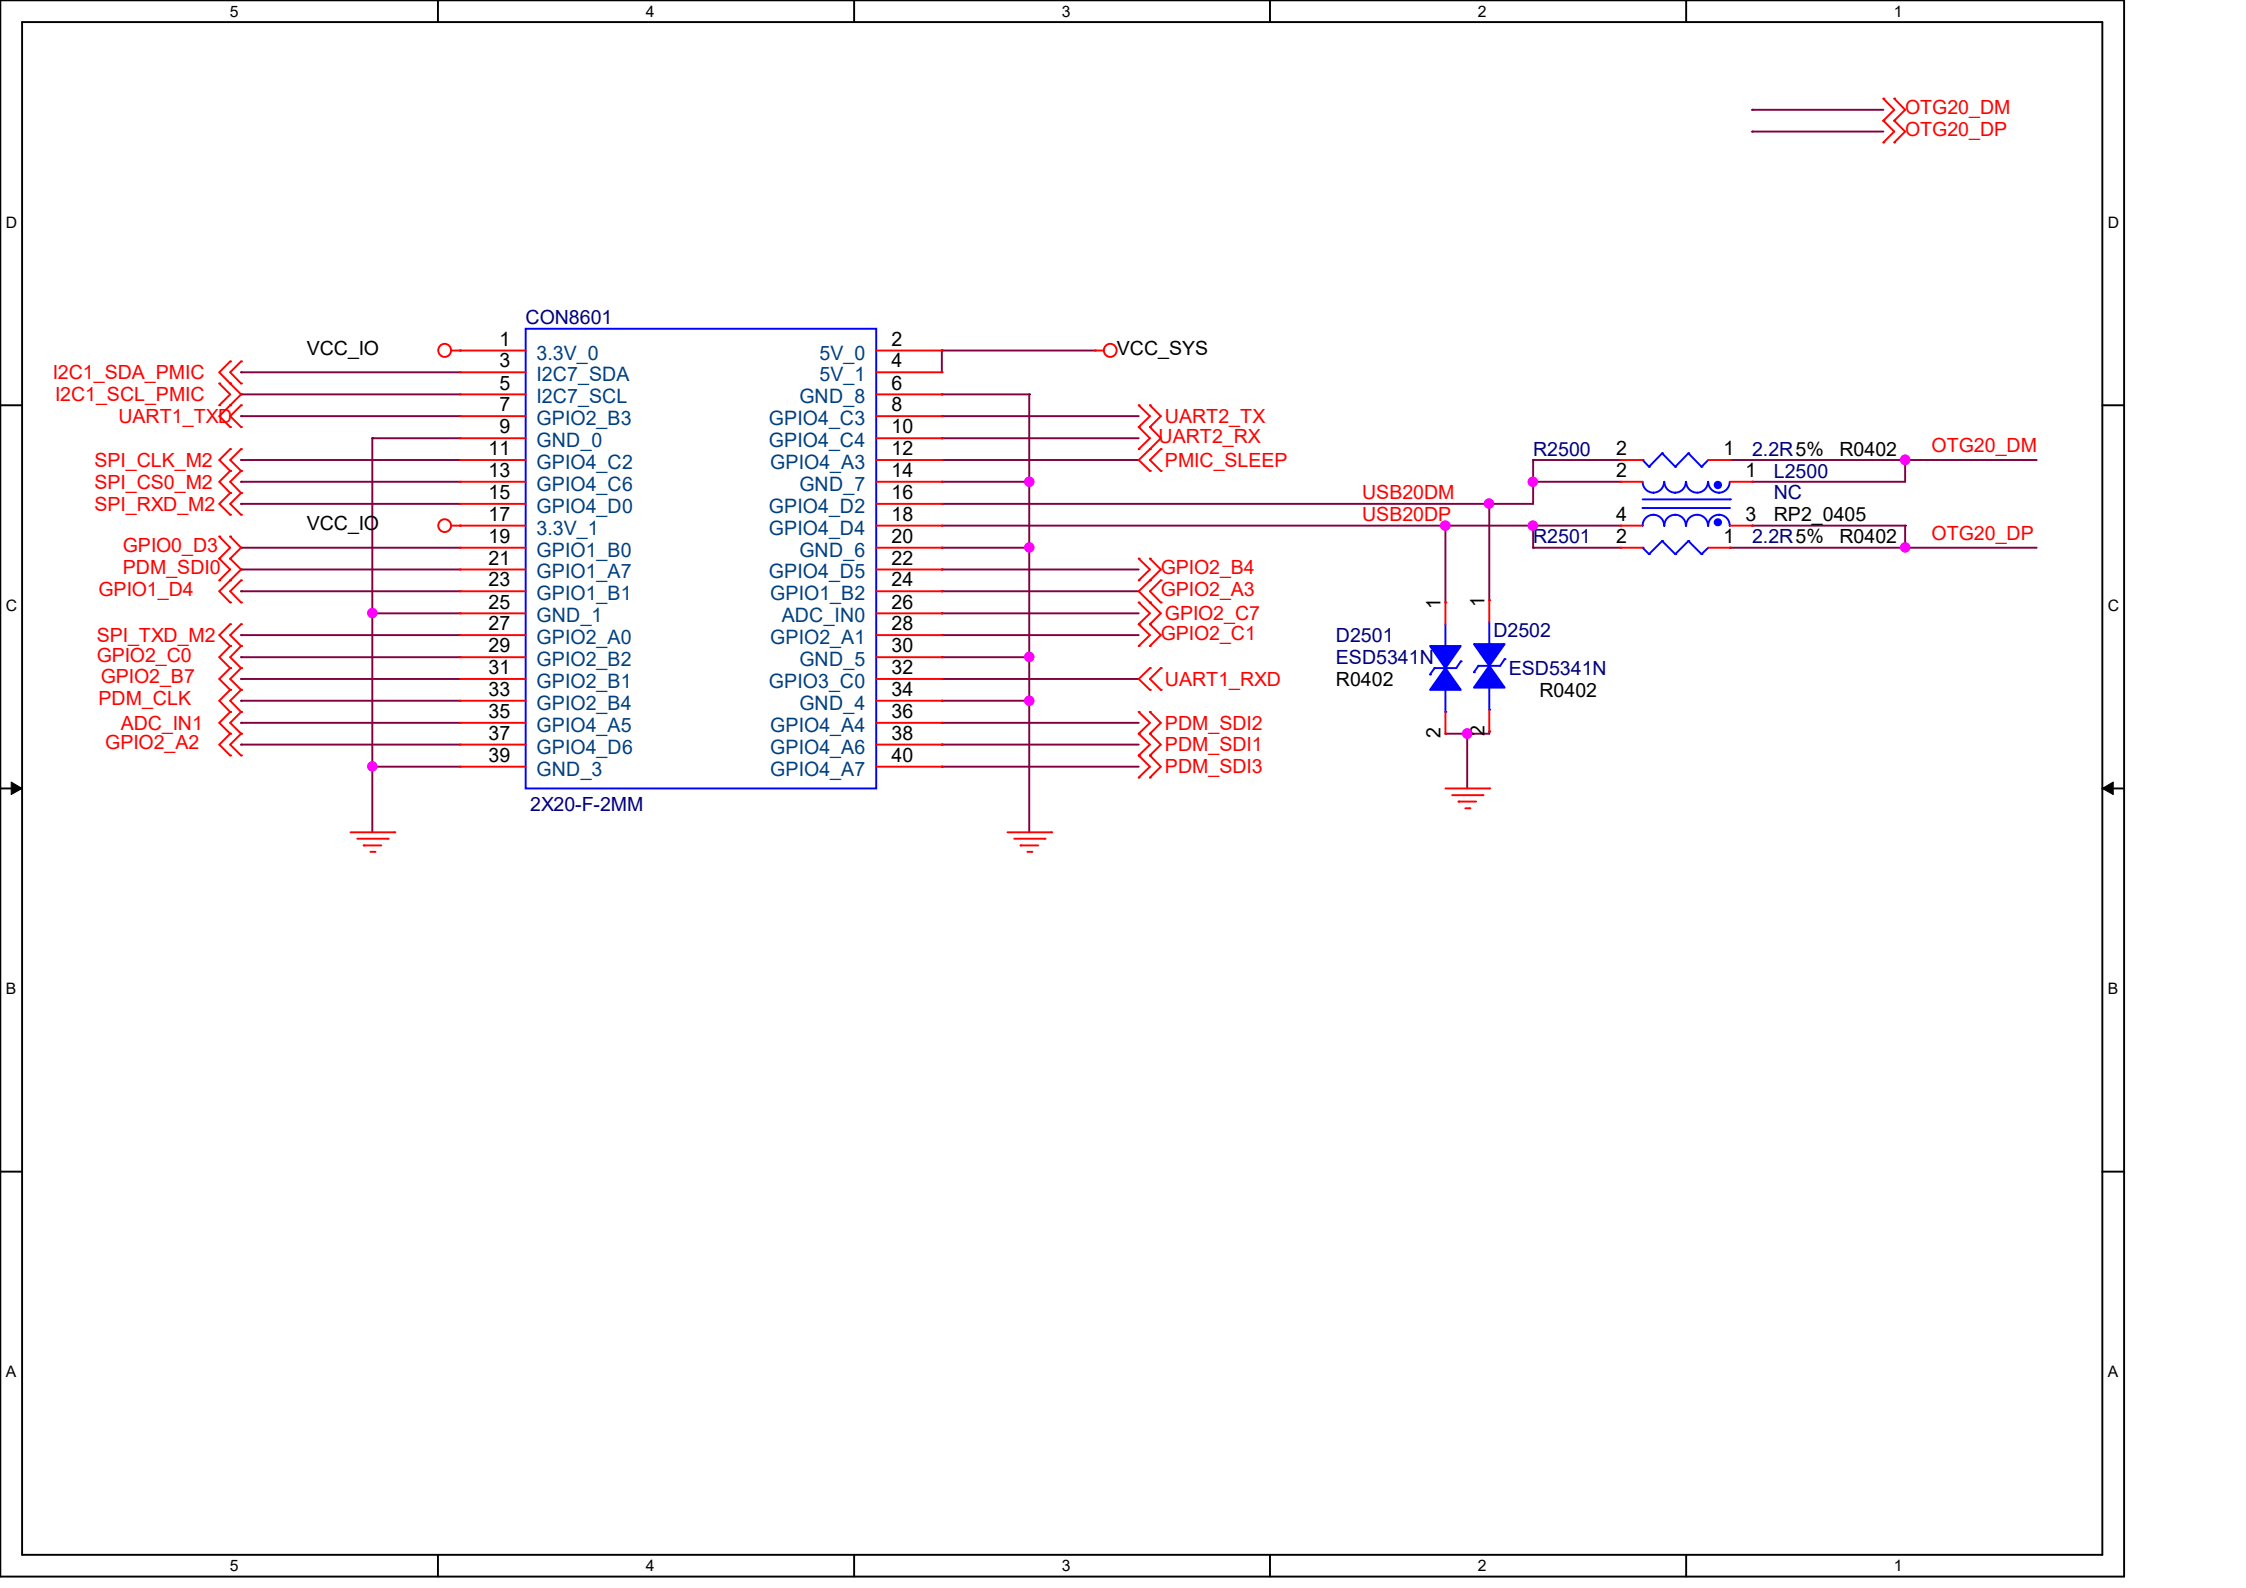 5 4 3 2 1
OTG20_DM
OTG20_DP
D D
CON8601
VCC_IO 1 3.3V_0 5V_0 2 VCC_SYS
I2C1_SDA_PMIC 3 I2C7_SDA 5V_1 4
I2C1_SCL_PMIC 5 I2C7_SCL GND_8 6
UART1_TXD 7 GPIO2_B3 GPIO4_C3 8 UART2_TX
9 GND_0 GPIO4_C4 10 UART2_RX
SPI_CLK_M2 11 GPIO4_C2 GPIO4_A3 12 PMIC_SLEEP
SPI_CS0_M2 13 GPIO4_C6 GND_7 14
SPI_RXD_M2 15 GPIO4_D0 GPIO4_D2 16 USB20DM
VCC_IO 17 3.3V_1 GPIO4_D4 18 USB20DP
GPIO0_D3 19 GPIO1_B0 GND_6 20
PDM_SDI0 21 GPIO1_A7 GPIO4_D5 22 GPIO2_B4
GPIO1_D4 23 GPIO1_B1 GPIO1_B2 24 GPIO2_A3
25 GND_1 ADC_IN0 26 GPIO2_C7
SPI_TXD_M2 27 GPIO2_A0 GPIO2_A1 28 GPIO2_C1
GPIO2_C0 29 GPIO2_B2 GND_5 30
GPIO2_B7 31 GPIO2_B1 GPIO3_C0 32 UART1_RXD
PDM_CLK 33 GPIO2_B4 GND_4 34
ADC_IN1 35 GPIO4_A5 GPIO4_A4 36 PDM_SDI2
GPIO2_A2 37 GPIO4_D6 GPIO4_A6 38 PDM_SDI1
39 GND_3 GPIO4_A7 40 PDM_SDI3
2X20-F-2MM
R2500 2 1 2.2R 5% R0402 OTG20_DM
2 1 L2500
NC
4 3 RP2_0405
R2501 2 1 2.2R 5% R0402 OTG20_DP
1 1
D2501 D2502
ESD5341N ESD5341N
R0402 R0402
2 2
C C
B B
A A
5 4 3 2 1